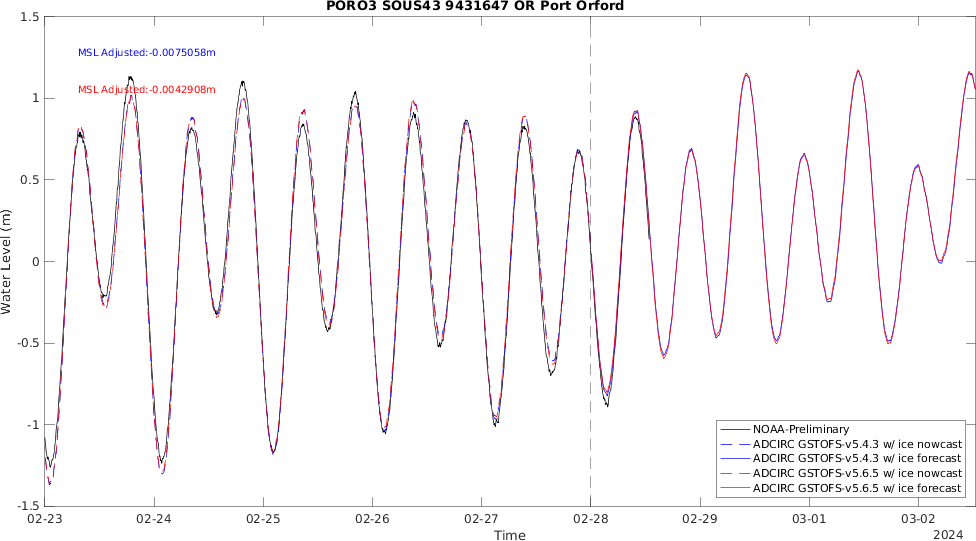 PORO3 SOUS43 9431647 OR Port Orford
MSL Adjusted:-0.0075058m
MSL Adjusted:-0.0042908m
Water Level (m)
1.5
1
0.5
0
-0.5
-1
-1.5
NOAA-Preliminary
ADCIRC GSTOFS-v5.4.3 w/ ice nowcast
ADCIRC GSTOFS-v5.4.3 w/ ice forecast
ADCIRC GSTOFS-v5.6.5 w/ ice nowcast
ADCIRC GSTOFS-v5.6.5 w/ ice forecast
02-23 02-24 02-25 02-26 02-27 02-28 02-29 03-01 03-02
Time
2024